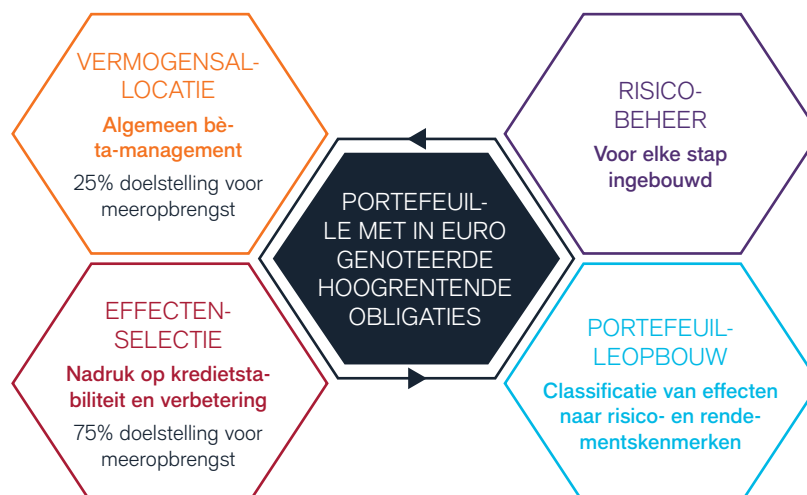 VERMOGENSAL-
LOCATIE
Algemeen bè-
ta-management
25% doelstelling voor
meeropbrengst
RISICO-
BEHEER
Voor elke stap
ingebouwd
PORTEFEUIL-
LE MET IN EURO
GENOTEERDE
HOOGRENTENDE
OBLIGATIES
EFFECTEN-
SELECTIE
Nadruk op kredietsta-
biliteit en verbetering
75% doelstelling voor
meeropbrengst
PORTEFEUIL-
LEOPBOUW
Classificatie van effecten
naar risico- en rende-
mentskenmerken